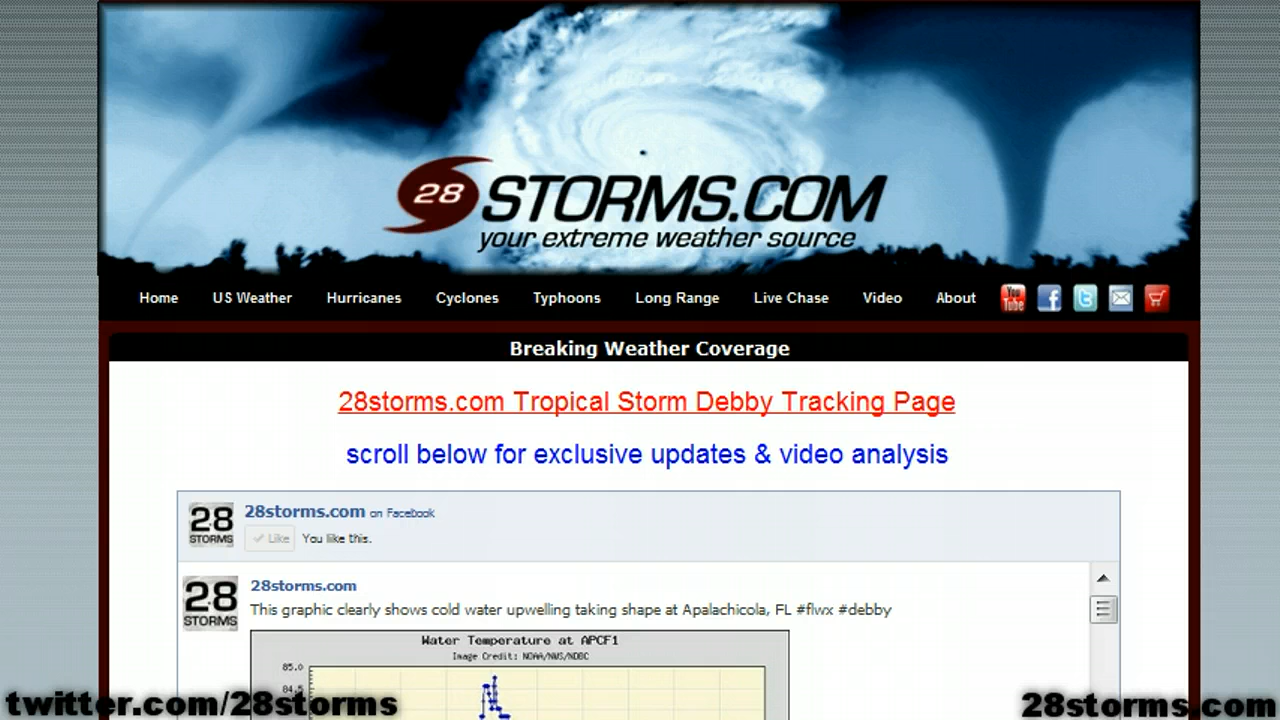 28 STORMS.COM
your extreme weather source
Home US Weather Hurricanes Cyclones Typhoons Long Range Live Chase Video About You Tube f t
Breaking Weather Coverage
28storms.com Tropical Storm Debby Tracking Page
scroll below for exclusive updates & video analysis
28 STORMS
28storms.com on Facebook
Like You like this.
28 STORMS
28storms.com
This graphic clearly shows cold water upwelling taking shape at Apalachicola, FL #flwx #debby
Water Temperature at APCF1
Image Credit: NOAA/NWS/NDBC
85.0
84.5
twitter.com/28storms
28storms.com